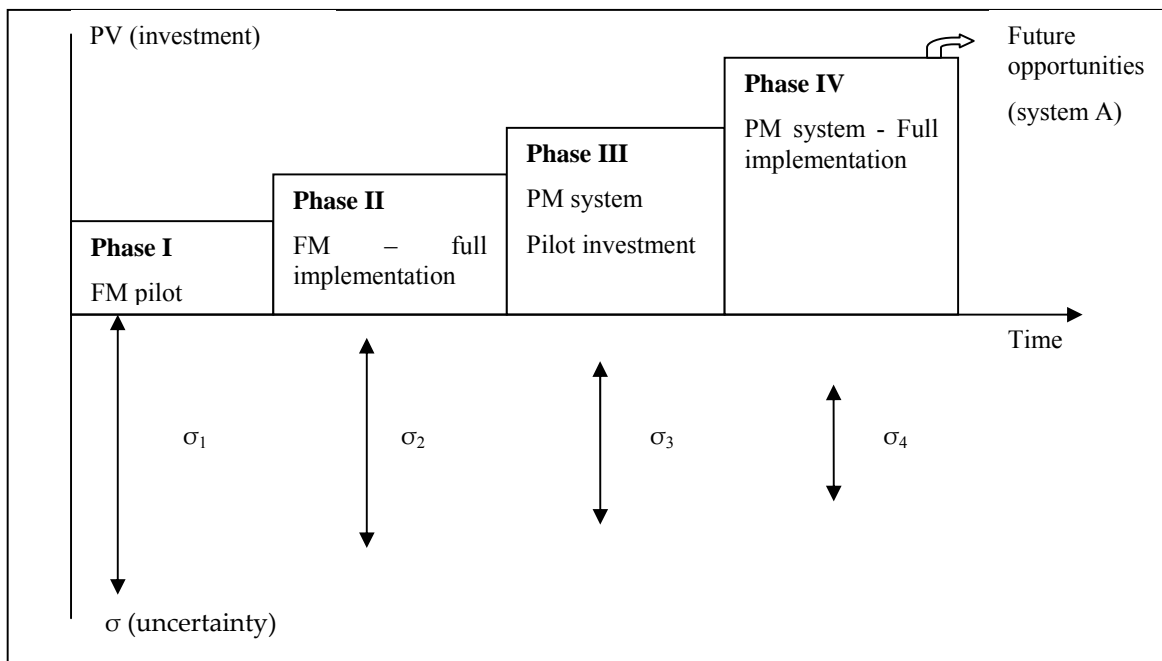 PV (investment)
Future
opportunities
(system A)
Phase IV
PM system - Full
implementation
Phase III
PM system
Pilot investment
Phase II
FM – full
implementation
Phase I
FM pilot
Time
σ₁
σ₂
σ₃
σ₄
σ (uncertainty)